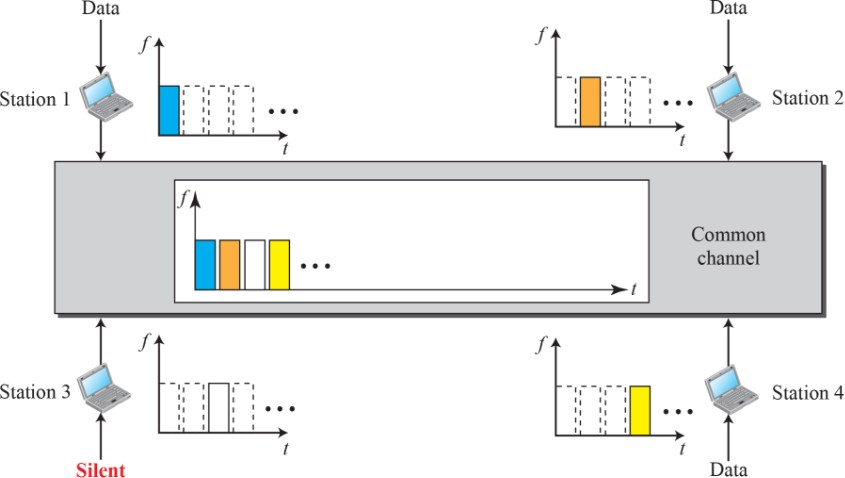 Data
Data
f
f
Station 1
Station 2
• • •
• • •
t
t
f
Common
channel
• • •
t
f
f
Station 3
Station 4
• • •
• • •
t
t
Silent
Data